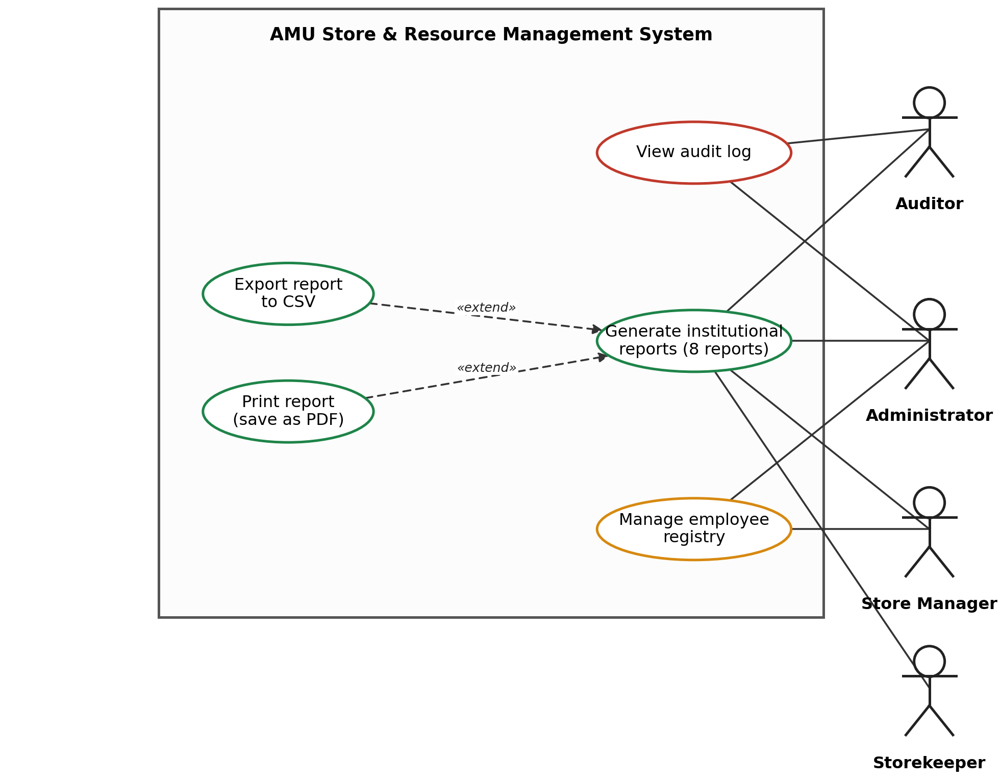 AMU Store & Resource Management System
View audit log
Auditor
Export report
to CSV
«extend»
Generate institutional
reports (8 reports)
«extend»
Print report
(save as PDF)
Administrator
Manage employee
registry
Store Manager
Storekeeper